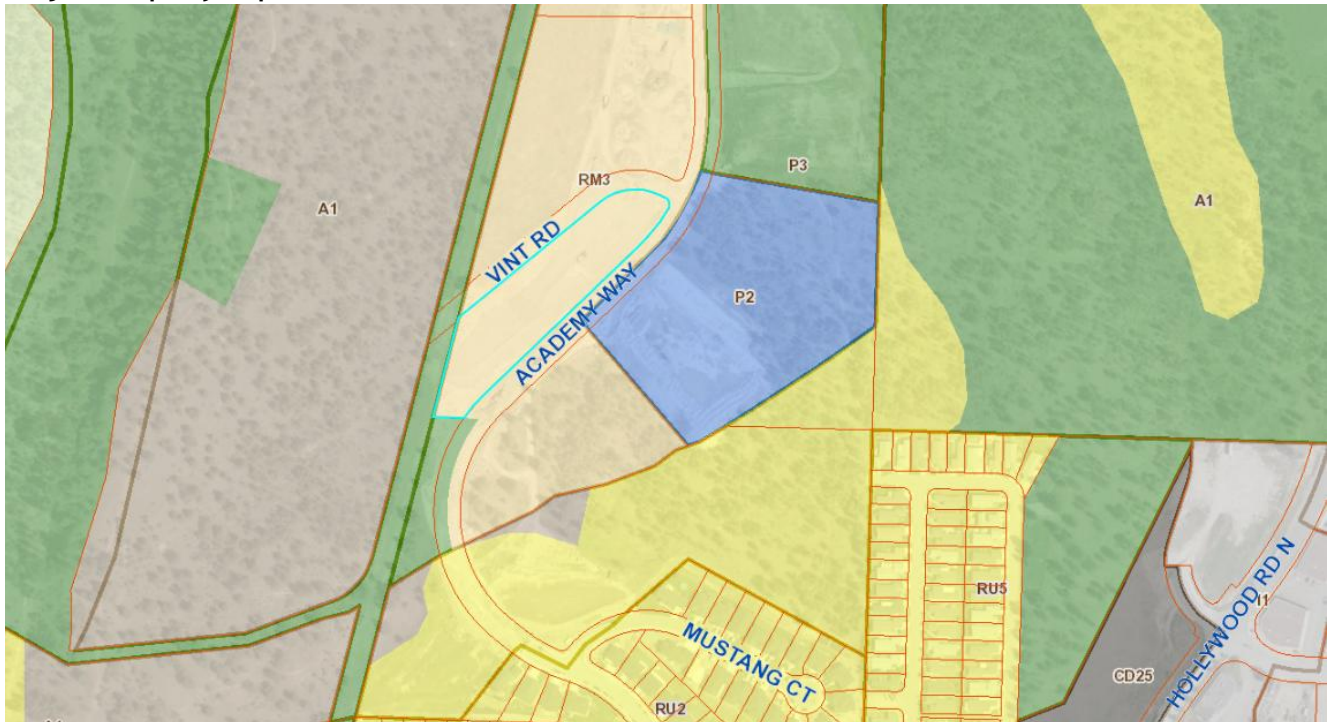 P3
RM3
A1
A1
VINT RD
P2
ACADEMY WAY
RU5
I1
HOLLYWOOD RD N
MUSTANG CT
CD25
RU2